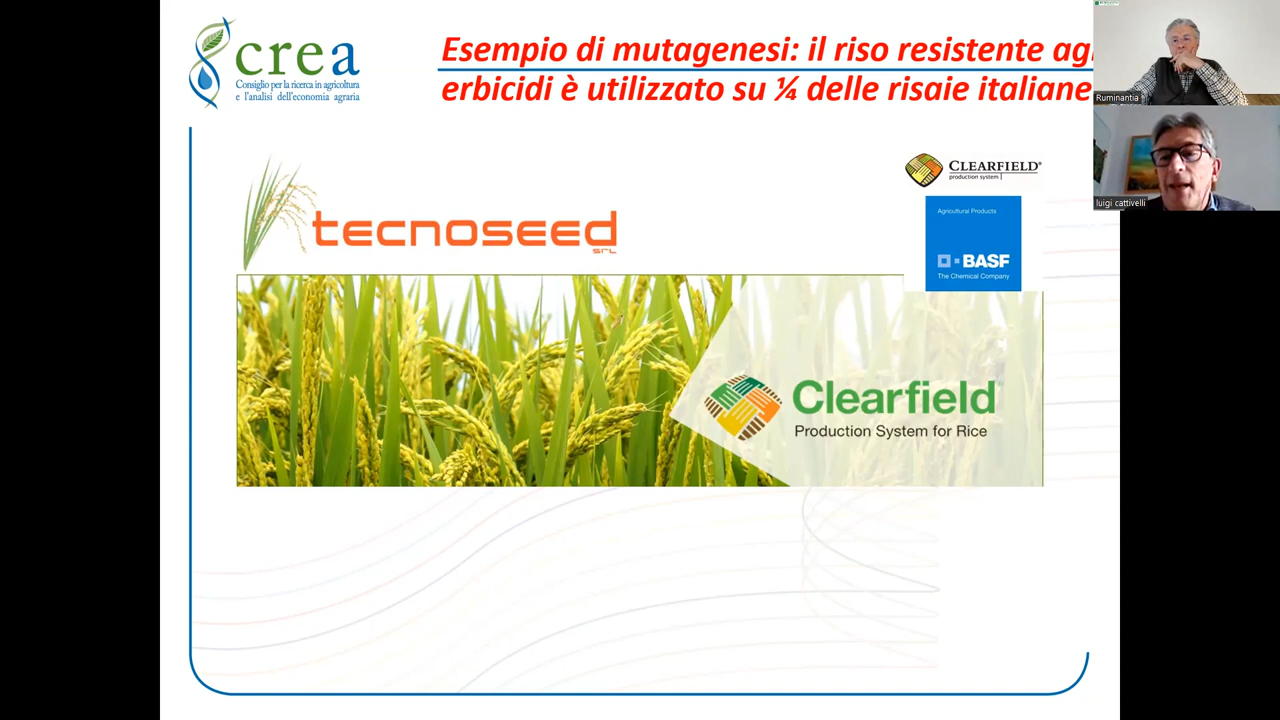 crea
Consiglio per la ricerca in agricoltura
e l'analisi dell'economia agraria
Esempio di mutagenesi: il riso resistente ag
erbicidi è utilizzato su ¼ delle risaie italiane
Ruminantia
luigi cattivelli
CLEARFIELD®
production system
tecnoseed
SRL
Agricultural Products
BASF
The Chemical Company
Clearfield
Production System for Rice